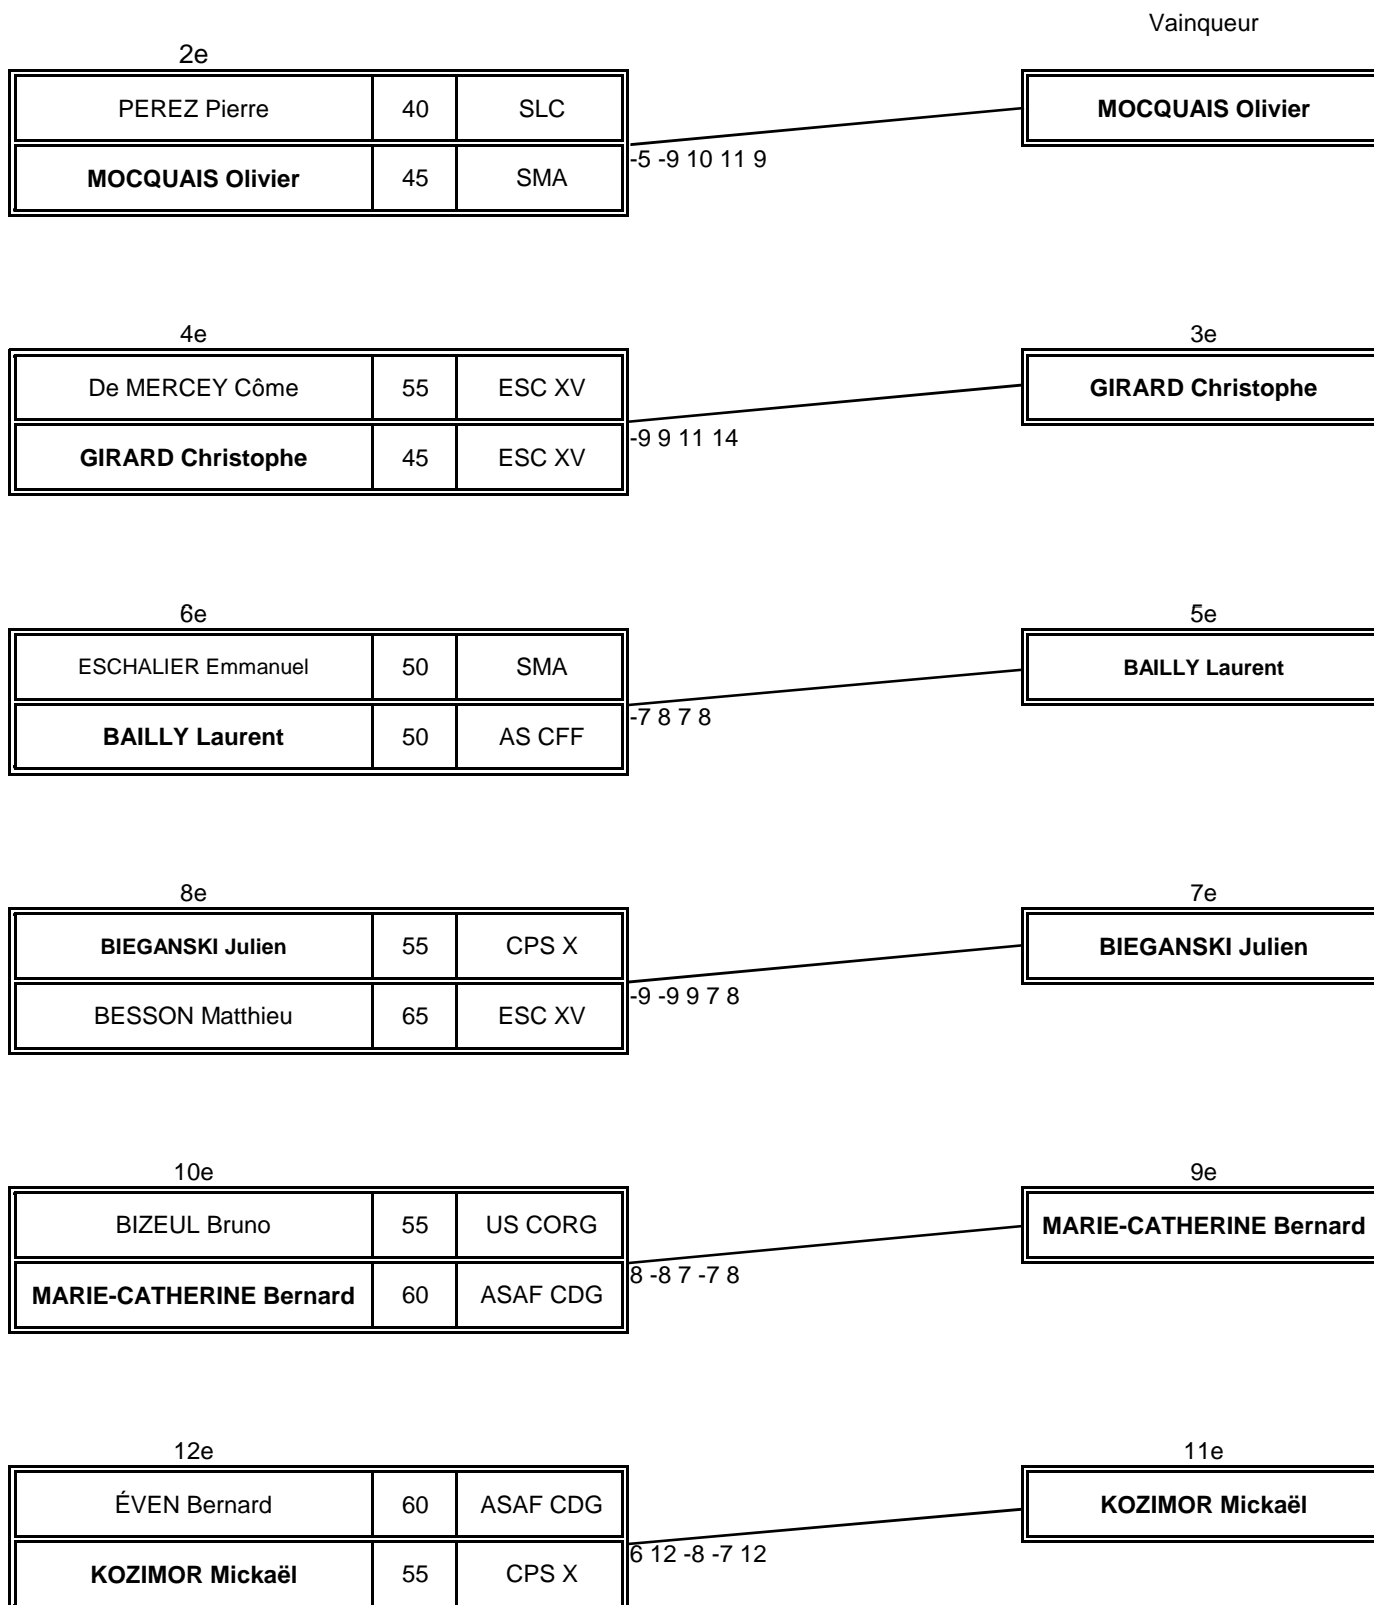 Vainqueur
2e
PEREZ Pierre 40 SLC
MOCQUAIS Olivier
-5 -9 10 11 9
MOCQUAIS Olivier 45 SMA
4e
3e
De MERCEY Côme 55 ESC XV
GIRARD Christophe
-9 9 11 14
GIRARD Christophe 45 ESC XV
6e
5e
ESCHALIER Emmanuel 50 SMA
BAILLY Laurent
-7 8 7 8
BAILLY Laurent 50 AS CFF
8e
7e
BIEGANSKI Julien 55 CPS X
BIEGANSKI Julien
-9 -9 9 7 8
BESSON Matthieu 65 ESC XV
10e
9e
BIZEUL Bruno 55 US CORG
MARIE-CATHERINE Bernard
8 -8 7 -7 8
MARIE-CATHERINE Bernard 60 ASAF CDG
12e
11e
ÉVEN Bernard 60 ASAF CDG
KOZIMOR Mickaël
6 12 -8 -7 12
KOZIMOR Mickaël 55 CPS X